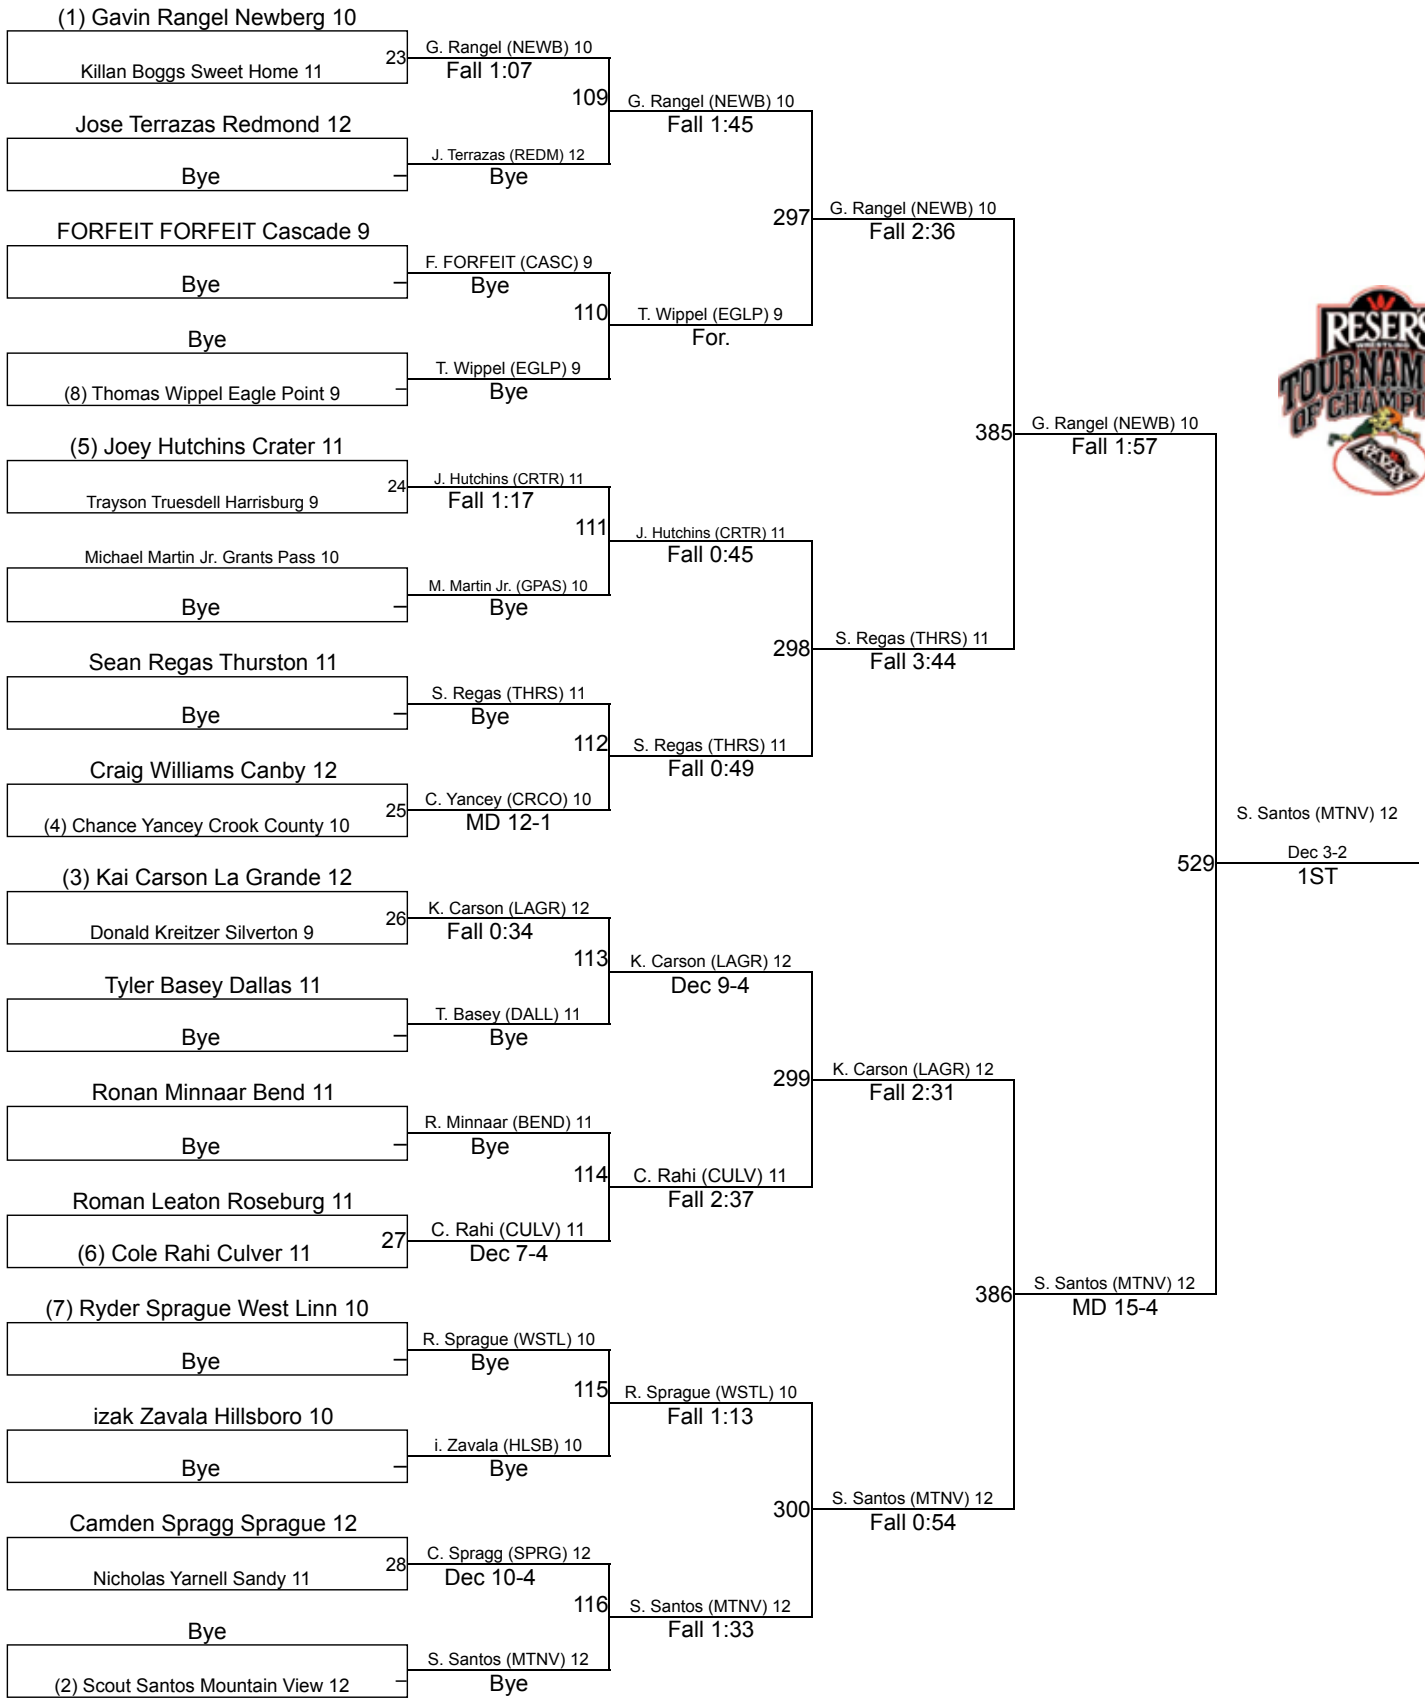 (1) Gavin Rangel Newberg 10
23
Killan Boggs Sweet Home 11
Jose Terrazas Redmond 12
Bye
FORFEIT FORFEIT Cascade 9
Bye
Bye
(8) Thomas Wippel Eagle Point 9
(5) Joey Hutchins Crater 11
24
Trayson Truesdell Harrisburg 9
Michael Martin Jr. Grants Pass 10
Bye
Sean Regas Thurston 11
Bye
Craig Williams Canby 12
25
(4) Chance Yancey Crook County 10
(3) Kai Carson La Grande 12
26
Donald Kreitzer Silverton 9
Tyler Basey Dallas 11
Bye
Ronan Minnaar Bend 11
Bye
Roman Leaton Roseburg 11
27
(6) Cole Rahi Culver 11
(7) Ryder Sprague West Linn 10
Bye
izak Zavala Hillsboro 10
Bye
Camden Spragg Sprague 12
28
Nicholas Yarnell Sandy 11
Bye
(2) Scout Santos Mountain View 12
G. Rangel (NEWB) 10
Fall 1:07
109
J. Terrazas (REDM) 12
Bye
F. FORFEIT (CASC) 9
Bye
110
T. Wippel (EGLP) 9
Bye
J. Hutchins (CRTR) 11
Fall 1:17
111
M. Martin Jr. (GPAS) 10
Bye
S. Regas (THRS) 11
Bye
112
C. Yancey (CRCO) 10
MD 12-1
K. Carson (LAGR) 12
Fall 0:34
113
T. Basey (DALL) 11
Bye
R. Minnaar (BEND) 11
Bye
114
C. Rahi (CULV) 11
Dec 7-4
R. Sprague (WSTL) 10
Bye
115
i. Zavala (HLSB) 10
Bye
C. Spragg (SPRG) 12
Dec 10-4
116
S. Santos (MTNV) 12
Bye
G. Rangel (NEWB) 10
Fall 1:45
297
T. Wippel (EGLP) 9
For.
J. Hutchins (CRTR) 11
Fall 0:45
298
S. Regas (THRS) 11
Fall 0:49
K. Carson (LAGR) 12
Dec 9-4
299
C. Rahi (CULV) 11
Fall 2:37
R. Sprague (WSTL) 10
Fall 1:13
300
S. Santos (MTNV) 12
Fall 1:33
G. Rangel (NEWB) 10
Fall 2:36
385
S. Regas (THRS) 11
Fall 3:44
K. Carson (LAGR) 12
Fall 2:31
386
S. Santos (MTNV) 12
Fall 0:54
G. Rangel (NEWB) 10
Fall 1:57
529
S. Santos (MTNV) 12
MD 15-4
S. Santos (MTNV) 12
Dec 3-2
1ST
RESERS
WRESTLING
TOURNAM
OF CHAMPI